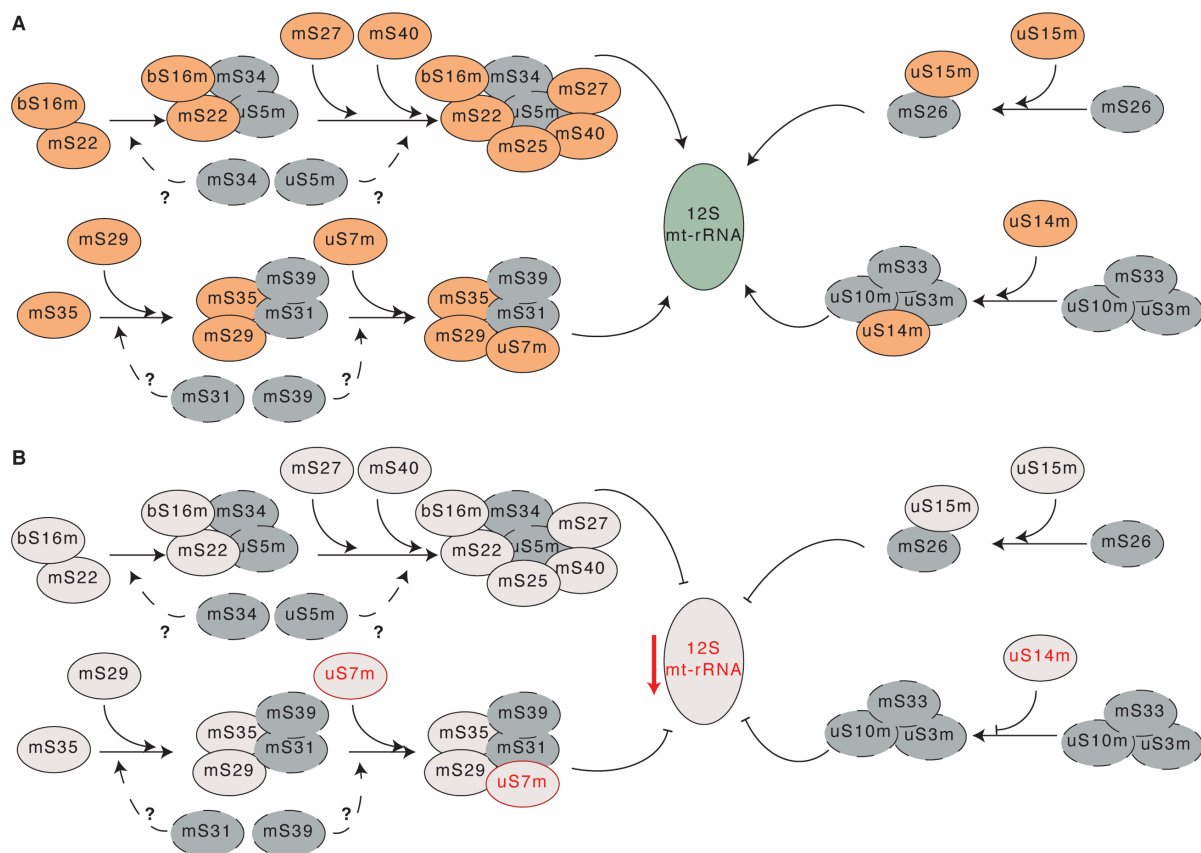 A
mS27
mS40
bS16m
mS22
bS16m
mS34
mS22
uS5m
bS16m
mS34
mS27
mS22
uS5m
mS25
mS40
mS34
uS5m
?
?
mS29
uS7m
mS35
mS39
mS35
mS31
mS29
mS39
mS35
mS31
mS29
uS7m
?
?
mS31
mS39
12S
mt-rRNA
uS15m
uS15m
mS26
mS26
uS14m
mS33
uS10m
uS3m
uS14m
mS33
uS10m
uS3m
B
mS27
mS40
bS16m
mS22
bS16m
mS34
mS22
uS5m
bS16m
mS34
mS27
mS22
uS5m
mS25
mS40
mS34
uS5m
?
?
mS29
uS7m
mS35
mS39
mS35
mS31
mS29
mS39
mS35
mS31
mS29
uS7m
?
?
mS31
mS39
12S
mt-rRNA
uS15m
uS15m
mS26
mS26
uS14m
mS33
uS10m
uS3m
mS33
uS10m
uS3m